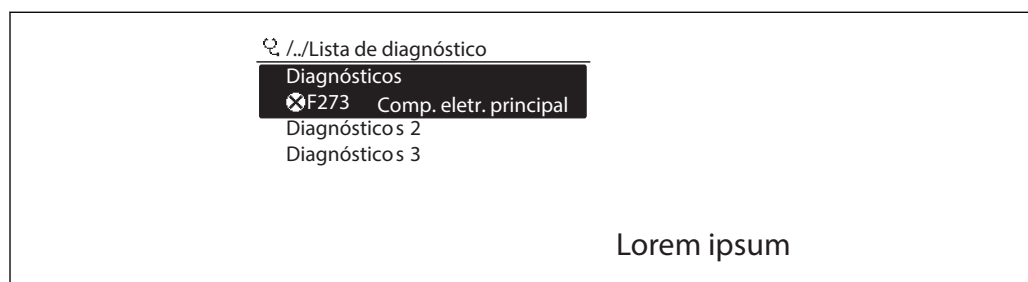 /../Lista de diagnóstico
Diagnósticos
F273 Comp. eletr. principal
Diagnósticos 2
Diagnósticos 3
Lorem ipsum